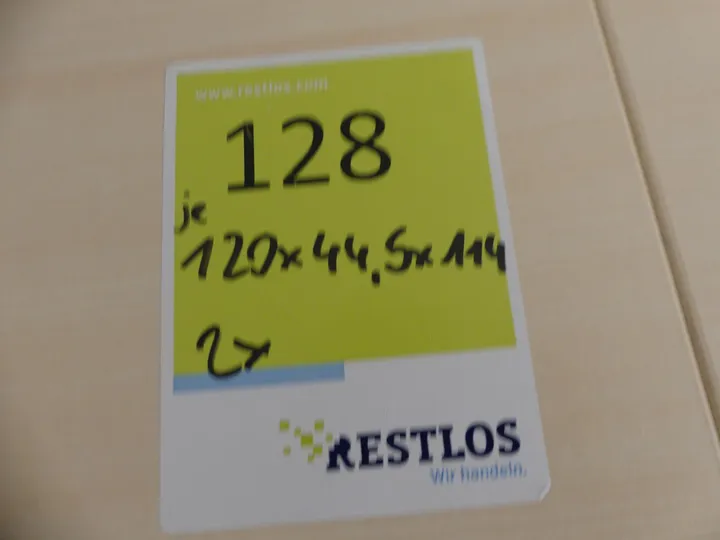 www.restlos.com
128
je
120x44,5x114
2x
RESTLOS
Wir handeln.